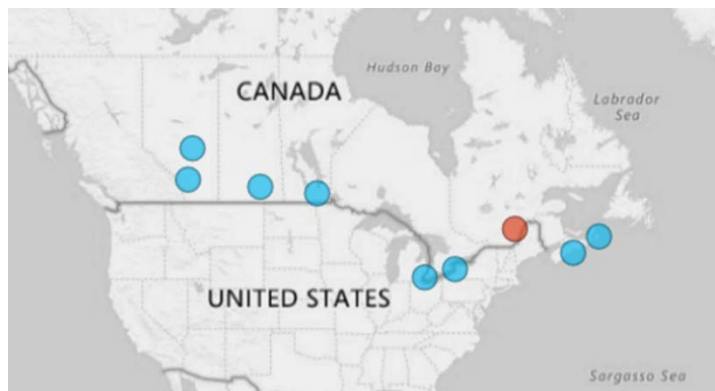 Hudson Bay
CANADA
Labrador
Sea
UNITED STATES
Sargasso Sea